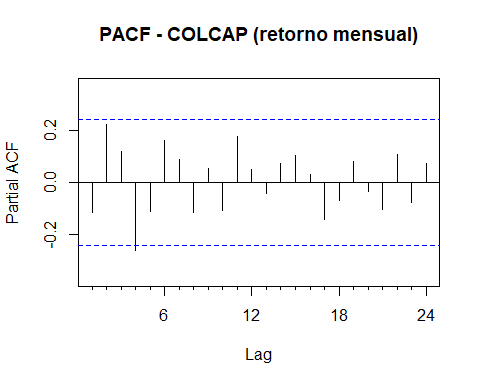 PACF - COLCAP (retorno mensual)
Partial ACF
0.2
0.0
-0.2
6 12 18 24
Lag